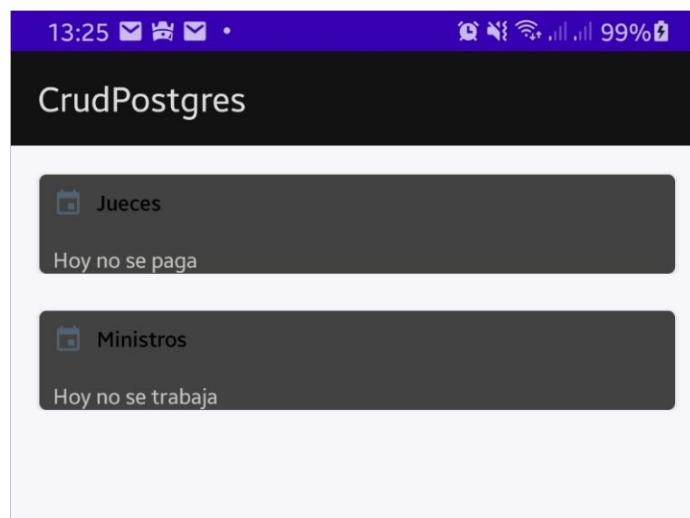 13:25
99%
CrudPostgres
Jueces
Hoy no se paga
Ministros
Hoy no se trabaja